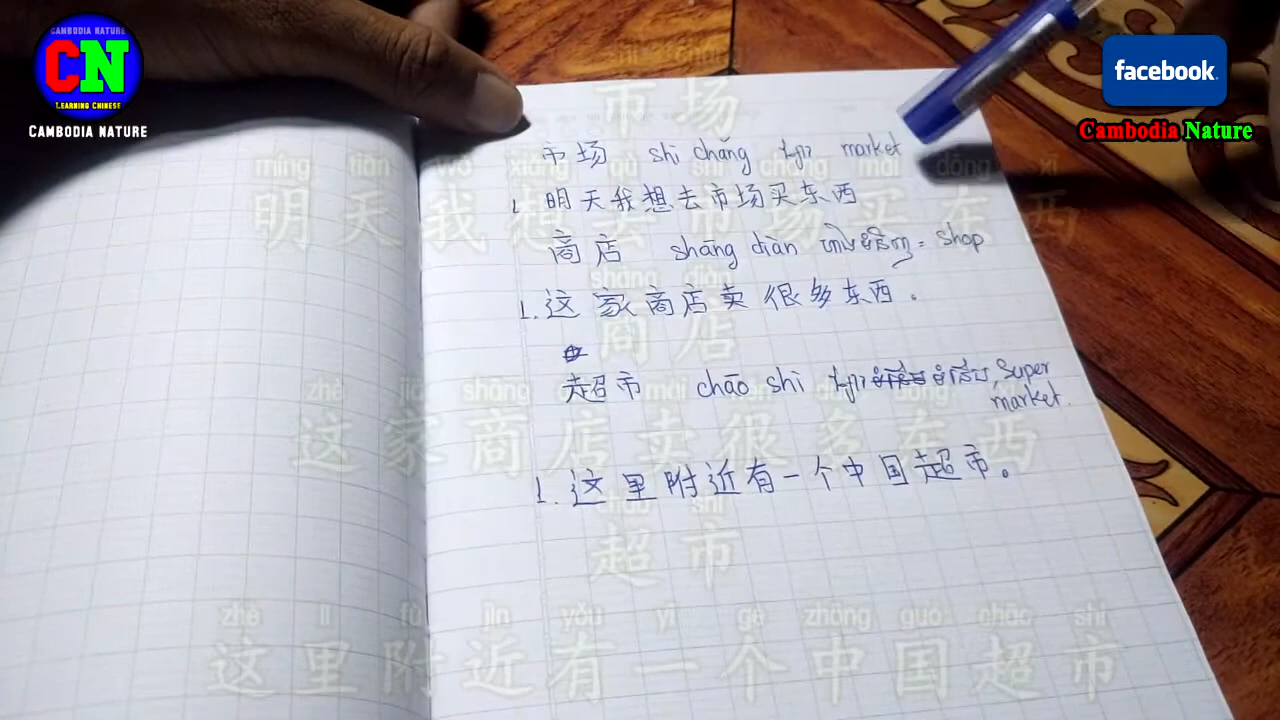 CAMBODIA NATURE
CN
LEARNING CHINESE
CAMBODIA NATURE
facebook
Cambodia Nature
市场 shì chǎng ផ្សារ market
1. 明天我想去市场买东西
商店 shāng diàn ហាងទំនិញ = shop
1. 这家商店卖很多东西。
超市 chāo shì ផ្សារ ទំនើប, super
market.
1. 这里附近有一个中国超市。
市场
míng tiān wǒ xiǎng qù shì chǎng mǎi dōng xi
明天我想去市场买东西
shāng diàn
商店
zhè jiā shāng diàn mài hěn duō dōng xi
这家商店卖很多东西
chāo shì
超市
zhè lǐ fù jìn yǒu yī ge zhōng guó chāo shì
这里附近有一个中国超市